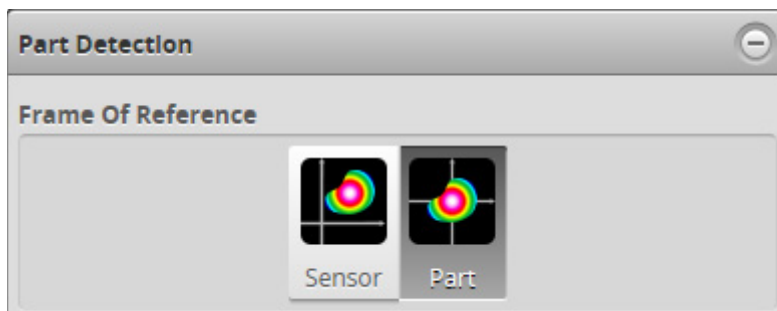 Part Detection
Frame Of Reference
Sensor
Part